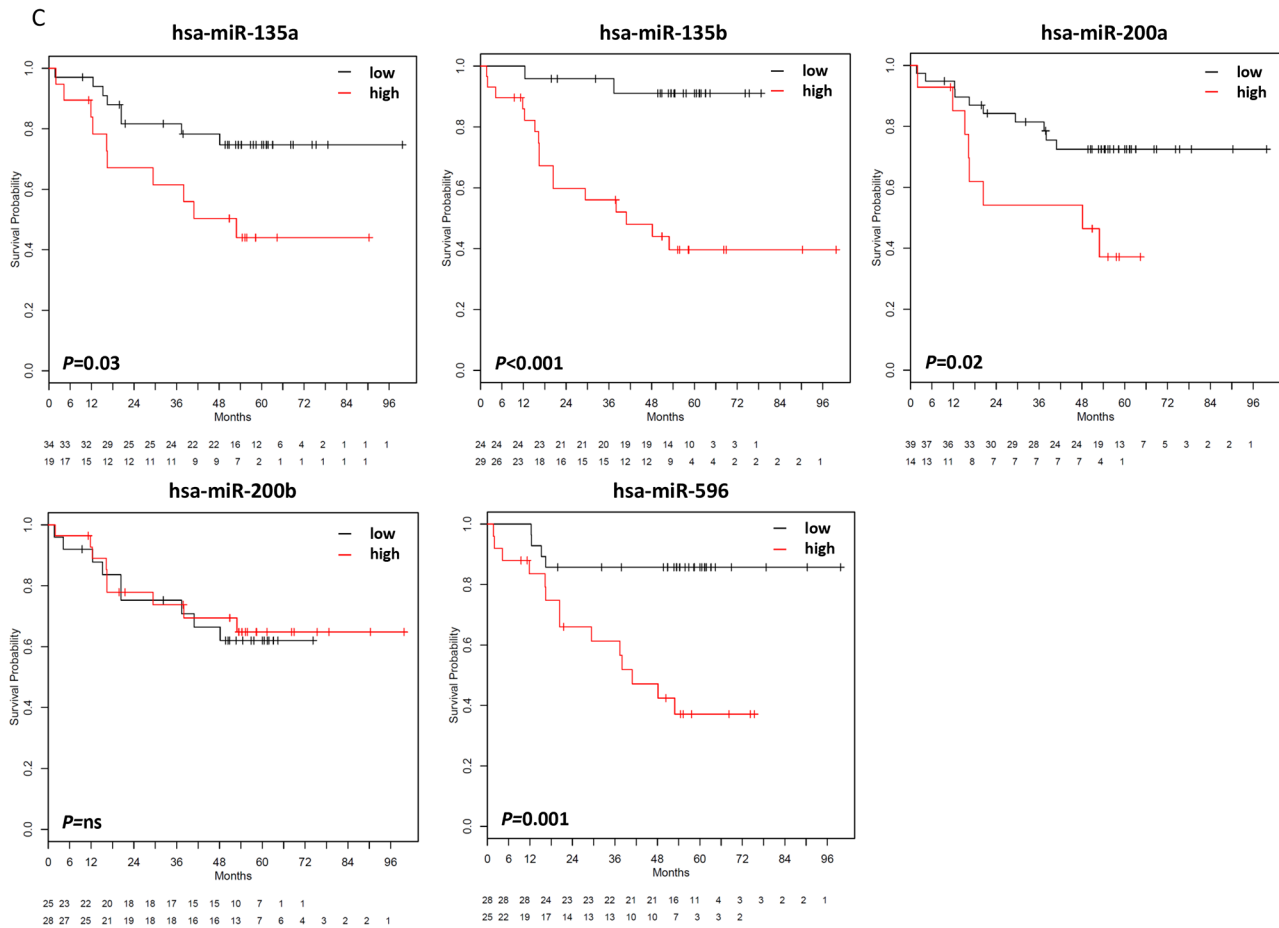 C
hsa-miR-135a
low
high
Survival Probability
0.0 0.2 0.4 0.6 0.8 1.0
P=0.03
0 6 12 24 36 48 60 72 84 96
Months
34 33 32 29 25 25 24 22 22 16 12 6 4 2 1 1 1
19 17 15 12 12 11 11 9 9 7 2 1 1 1 1 1
hsa-miR-135b
low
high
Survival Probability
0.0 0.2 0.4 0.6 0.8 1.0
P<0.001
0 6 12 24 36 48 60 72 84 96
Months
24 24 24 23 21 21 20 19 19 14 10 3 3 1
29 26 23 18 16 15 15 12 12 9 4 4 2 2 2 2 1
hsa-miR-200a
low
high
Survival Probability
0.0 0.2 0.4 0.6 0.8 1.0
P=0.02
0 6 12 24 36 48 60 72 84 96
Months
39 37 36 33 30 29 28 24 24 19 13 7 5 3 2 2 1
14 13 11 8 7 7 7 7 7 4 1
hsa-miR-200b
low
high
Survival Probability
0.0 0.2 0.4 0.6 0.8 1.0
P=ns
0 6 12 24 36 48 60 72 84 96
Months
25 23 22 20 18 18 17 15 15 10 7 1 1
28 27 25 21 19 18 18 16 16 13 7 6 4 3 2 2 1
hsa-miR-596
low
high
Survival Probability
0.0 0.2 0.4 0.6 0.8 1.0
P=0.001
0 6 12 24 36 48 60 72 84 96
Months
28 28 28 24 23 23 22 21 21 16 11 4 3 3 2 2 1
25 22 19 17 14 13 13 10 10 7 3 3 2